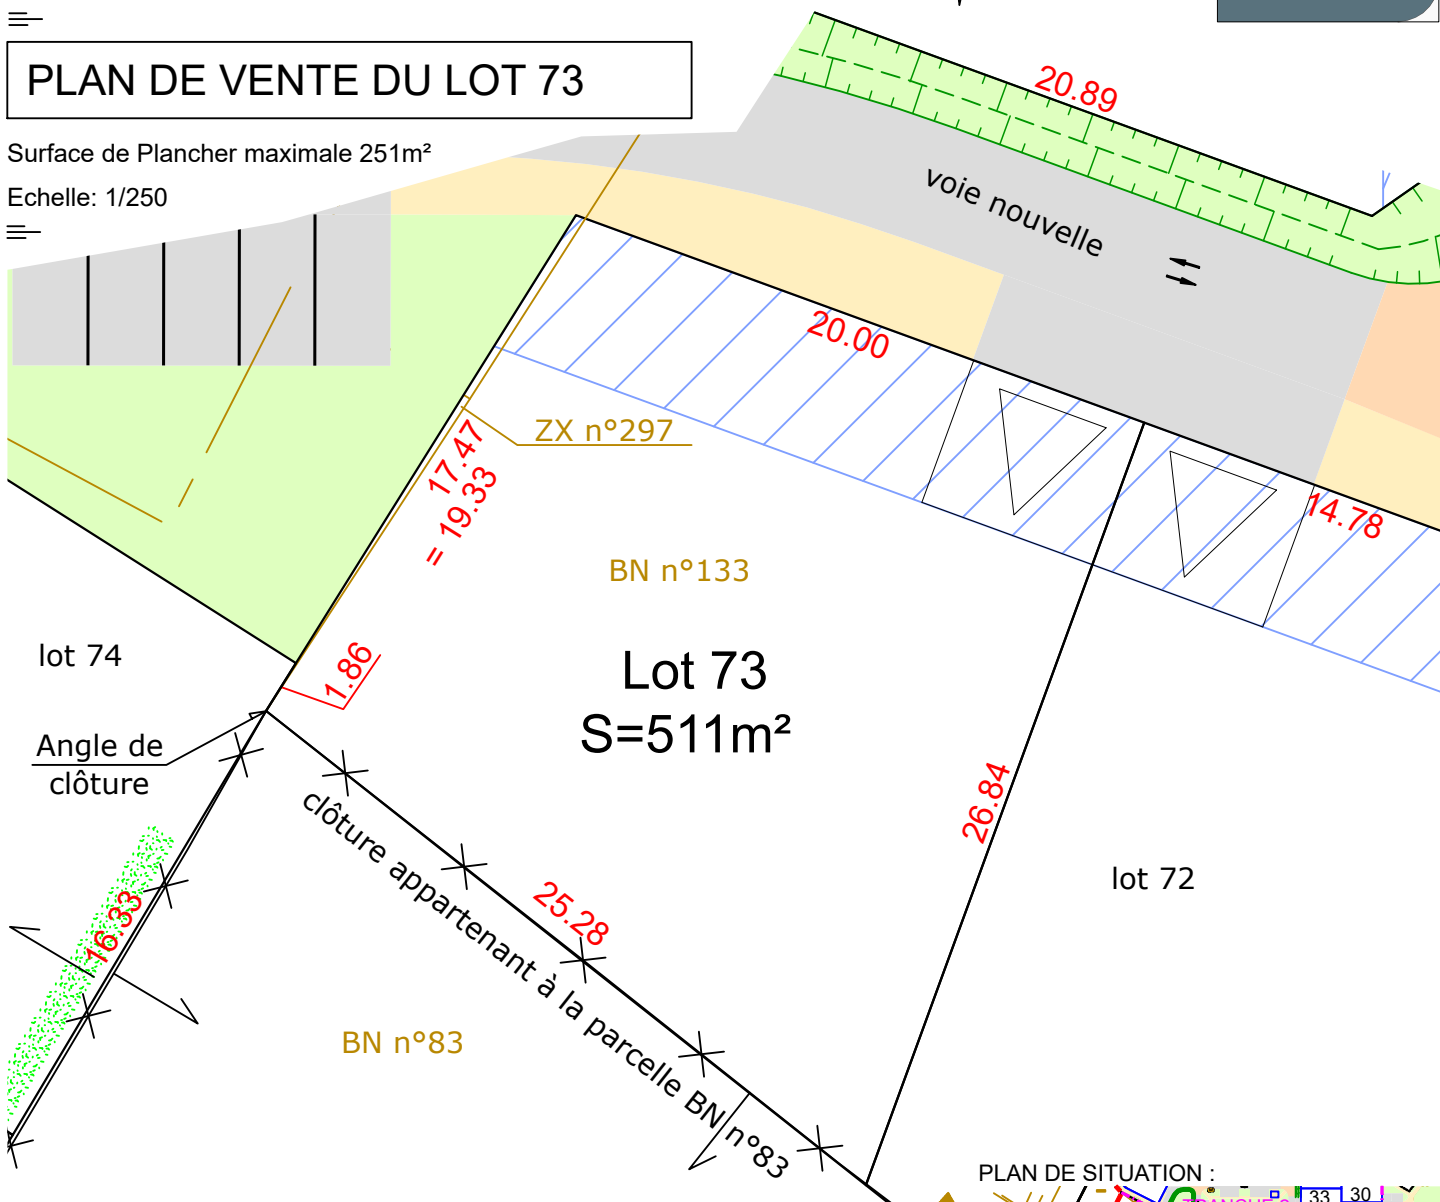 PLAN DE VENTE DU LOT 73
Surface de Plancher maximale 251m²
Echelle: 1/250
20.89
voie nouvelle
20.00
ZX n°297
17.47
= 19.33
14.78
BN n°133
lot 74
1.86
Lot 73
S=511m²
Angle de
clôture
26.84
clôture appartenant à la parcelle BN n°83
25.28
lot 72
16.33
BN n°83
PLAN DE SITUATION :
33
30